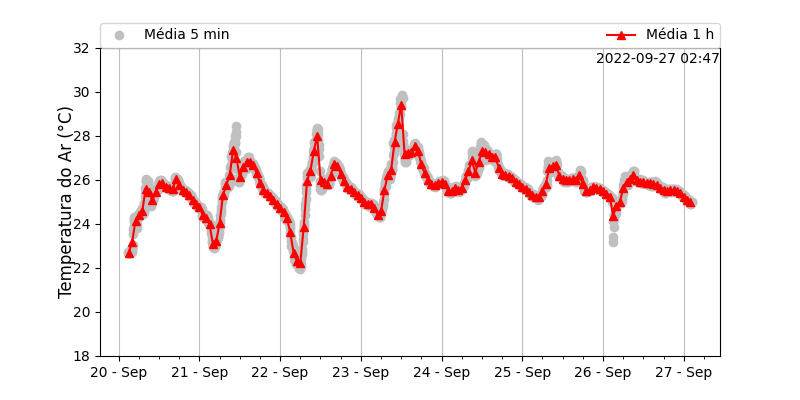 Média 5 min
Média 1 h
2022-09-27 02:47
Temperatura do Ar (°C)
32
30
28
26
24
22
20
18
20 - Sep
21 - Sep
22 - Sep
23 - Sep
24 - Sep
25 - Sep
26 - Sep
27 - Sep